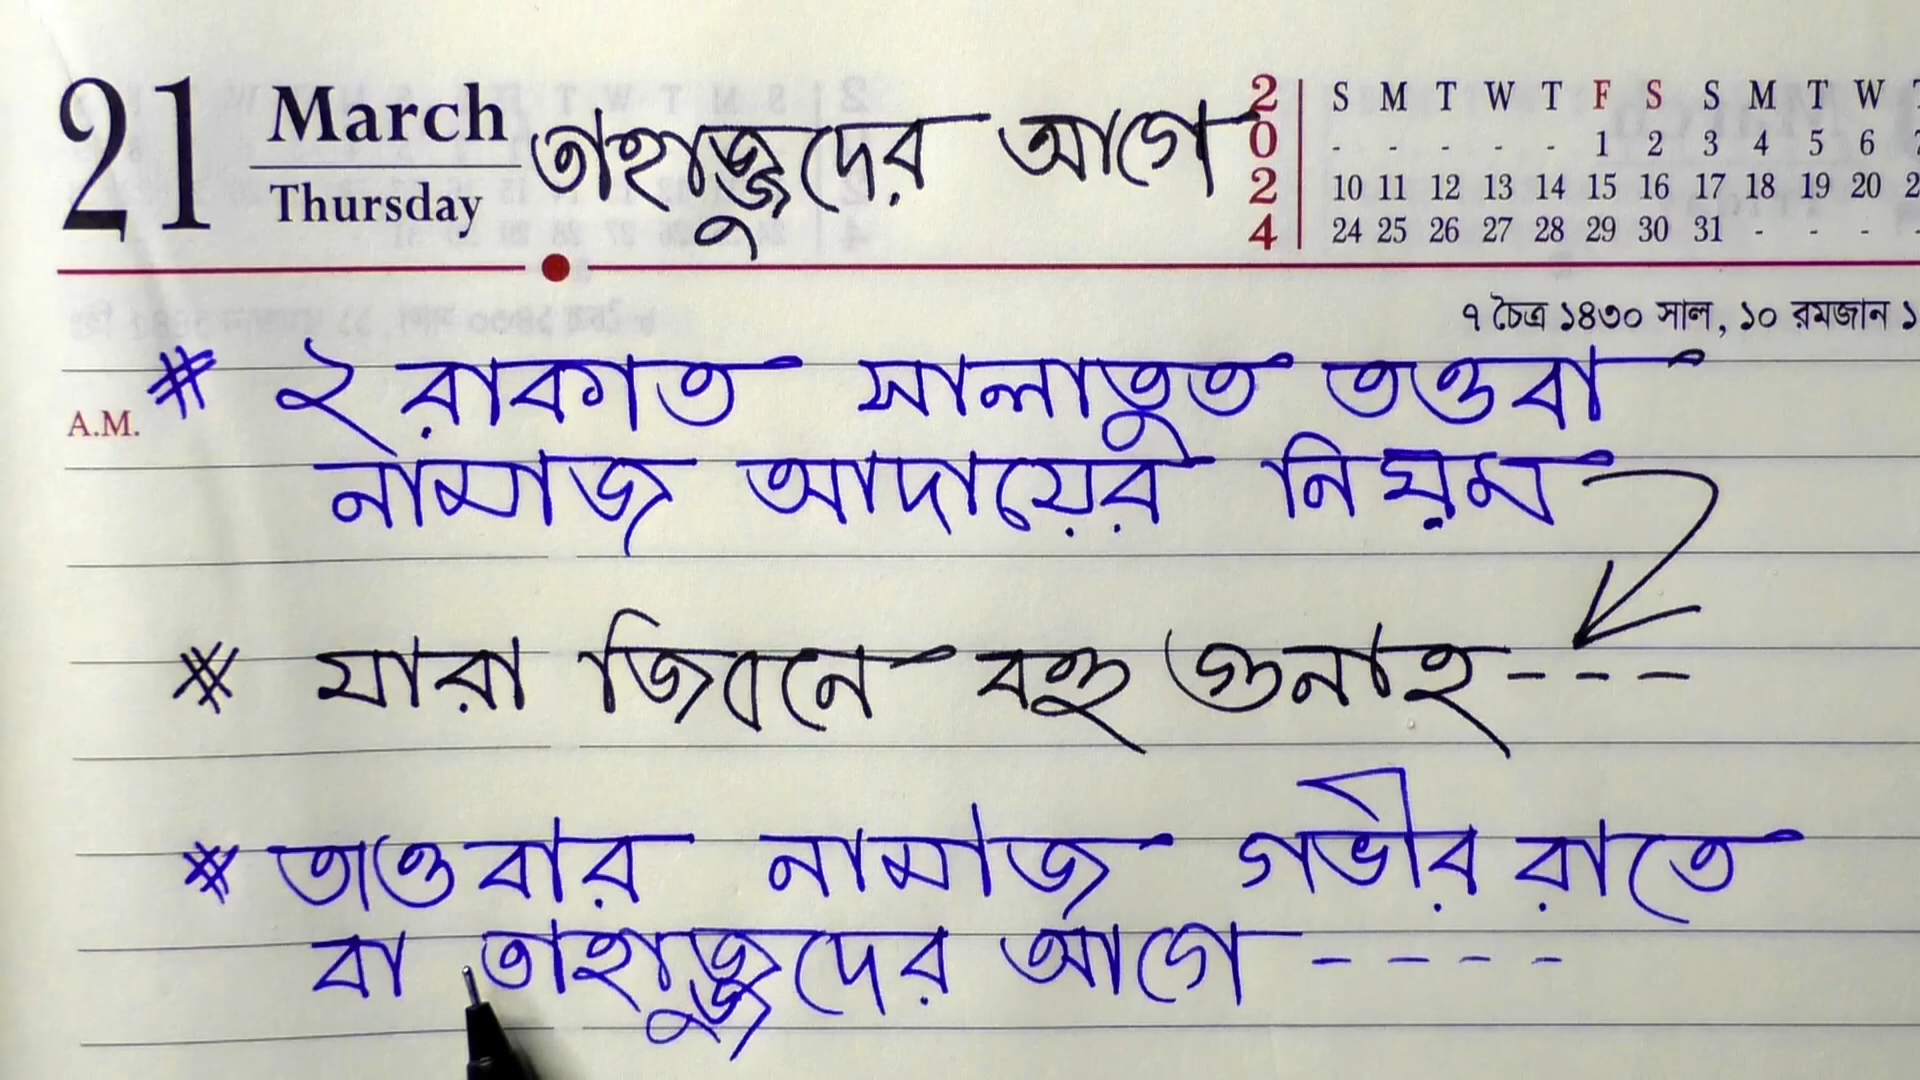 21 March তাহাজ্জুদের আগে
Thursday
2024
S M T W T F S S M T W
- - - - - 1 2 3 4 5 6
10 11 12 13 14 15 16 17 18 19 20
24 25 26 27 28 29 30 31 - - -
৭ চৈত্র ১৪৩০ সাল, ১০ রমজান ১
A.M.
# ২ রাকাত সালাতুত তওবা
নামাজ আদায়ের নিয়ম
# যারা জিবনে বহু গুনাহ - - -
# তাওবার নামাজ গভীর রাতে
বা তাহাজ্জুদের আগে - - - -